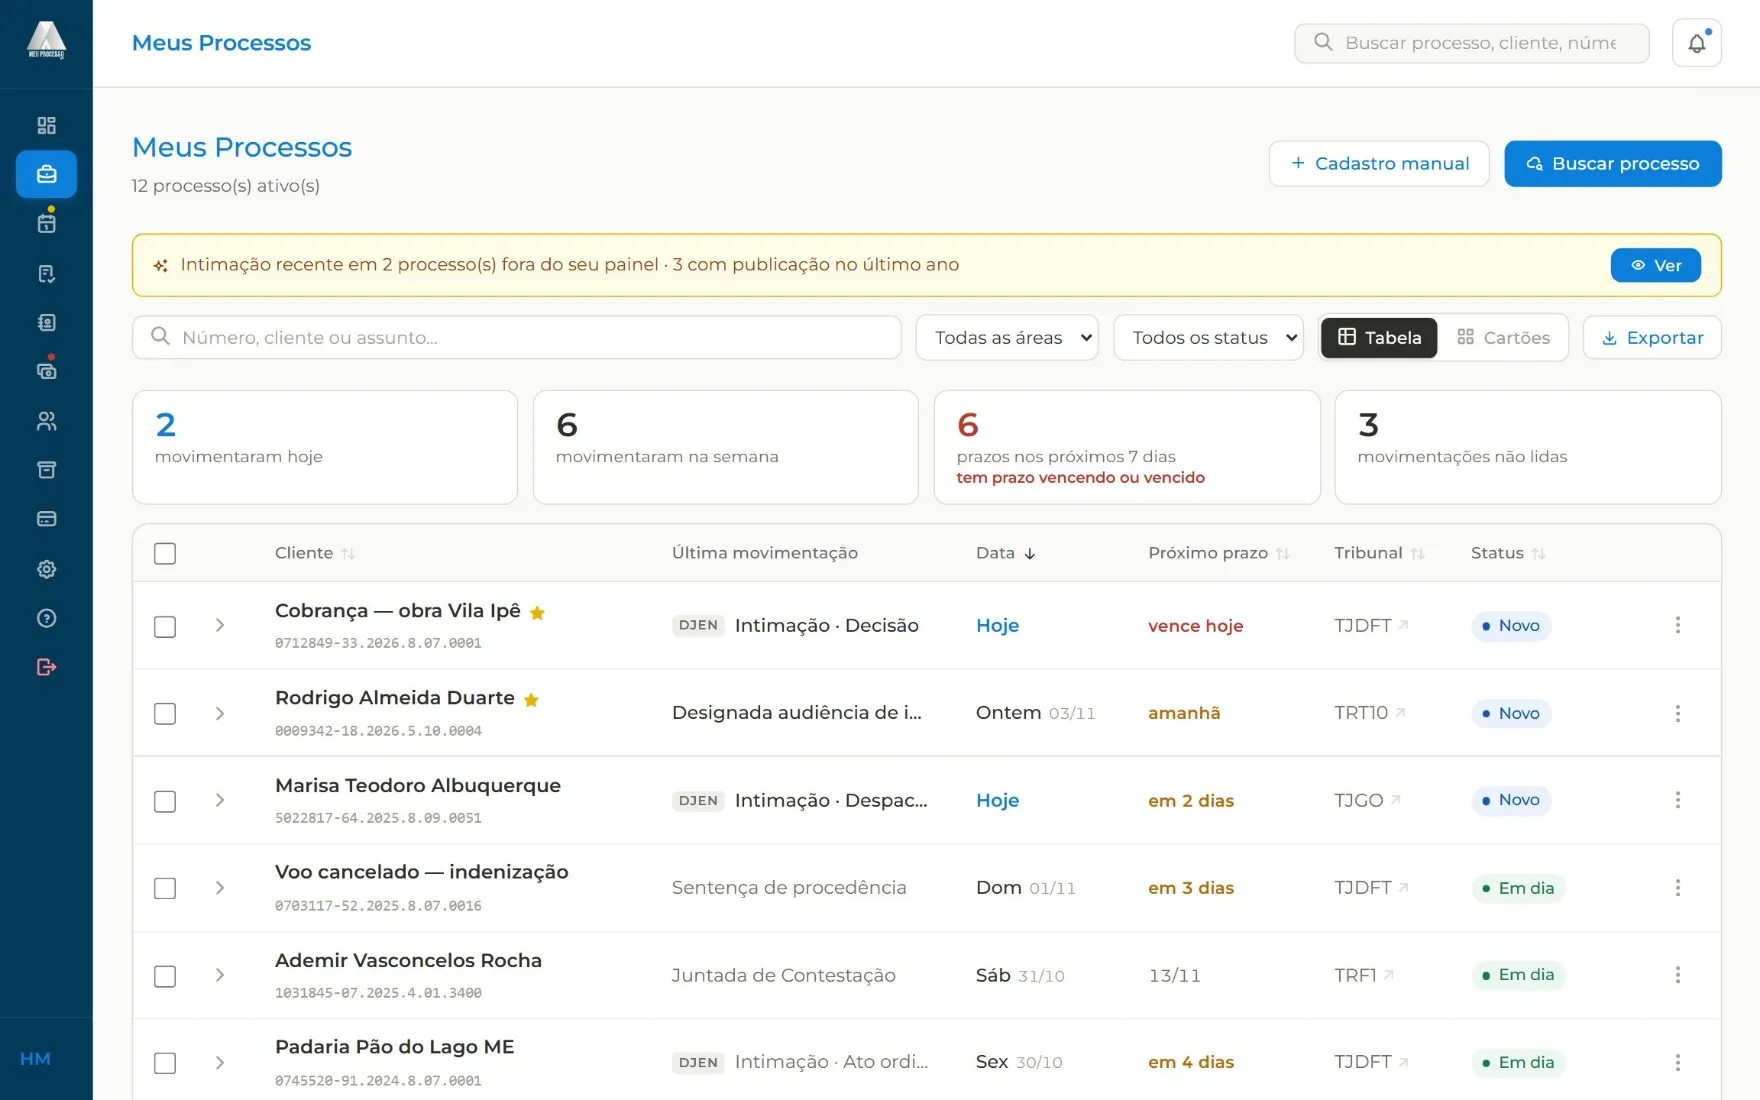 MEU PROCESSO
Meus Processos
Buscar processo, cliente, núme
Meus Processos
12 processo(s) ativo(s)
+ Cadastro manual
Buscar processo
Intimação recente em 2 processo(s) fora do seu painel · 3 com publicação no último ano
Ver
Número, cliente ou assunto...
Todas as áreas
Todos os status
Tabela
Cartões
Exportar
2
movimentaram hoje
6
movimentaram na semana
6
prazos nos próximos 7 dias
tem prazo vencendo ou vencido
3
movimentações não lidas
Cliente Última movimentação Data ↓ Próximo prazo Tribunal Status
Cobrança — obra Vila Ipê
0712849-33.2026.8.07.0001
DJEN Intimação · Decisão Hoje vence hoje TJDFT Novo
Rodrigo Almeida Duarte
0009342-18.2026.5.10.0004
Designada audiência de i... Ontem 03/11 amanhã TRT10 Novo
Marisa Teodoro Albuquerque
5022817-64.2025.8.09.0051
DJEN Intimação · Despac... Hoje em 2 dias TJGO Novo
Voo cancelado — indenização
0703117-52.2025.8.07.0016
Sentença de procedência Dom 01/11 em 3 dias TJDFT Em dia
Ademir Vasconcelos Rocha
1031845-07.2025.4.01.3400
Juntada de Contestação Sáb 31/10 13/11 TRF1 Em dia
Padaria Pão do Lago ME
0745520-91.2024.8.07.0001
DJEN Intimação · Ato ordi... Sex 30/10 em 4 dias TJDFT Em dia
HM